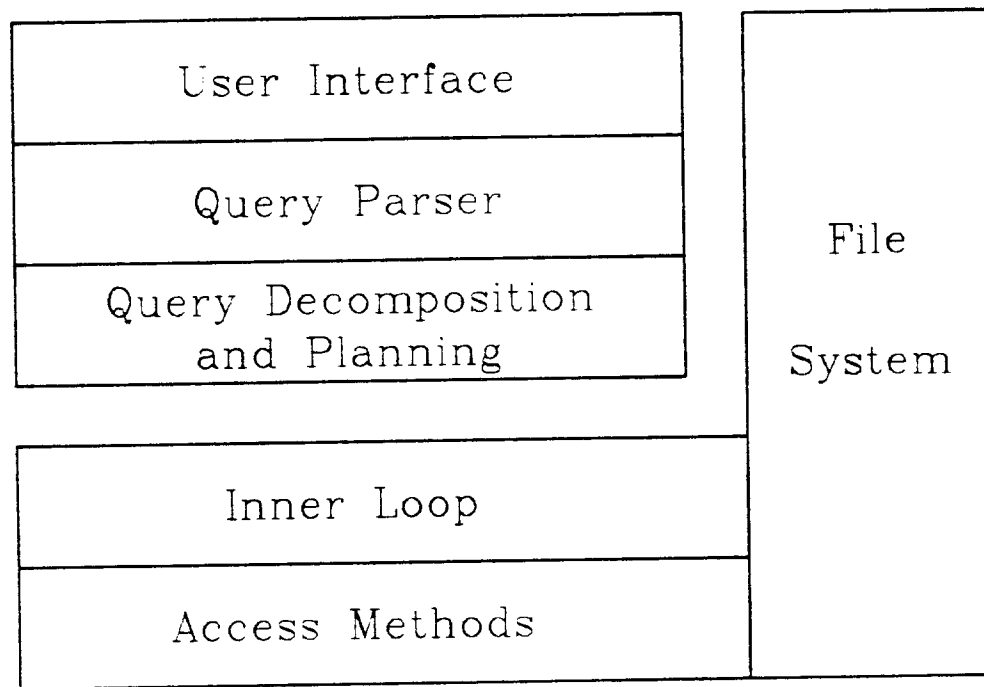 User Interface
Query Parser
Query Decomposition
and Planning
Inner Loop
Access Methods
File
System